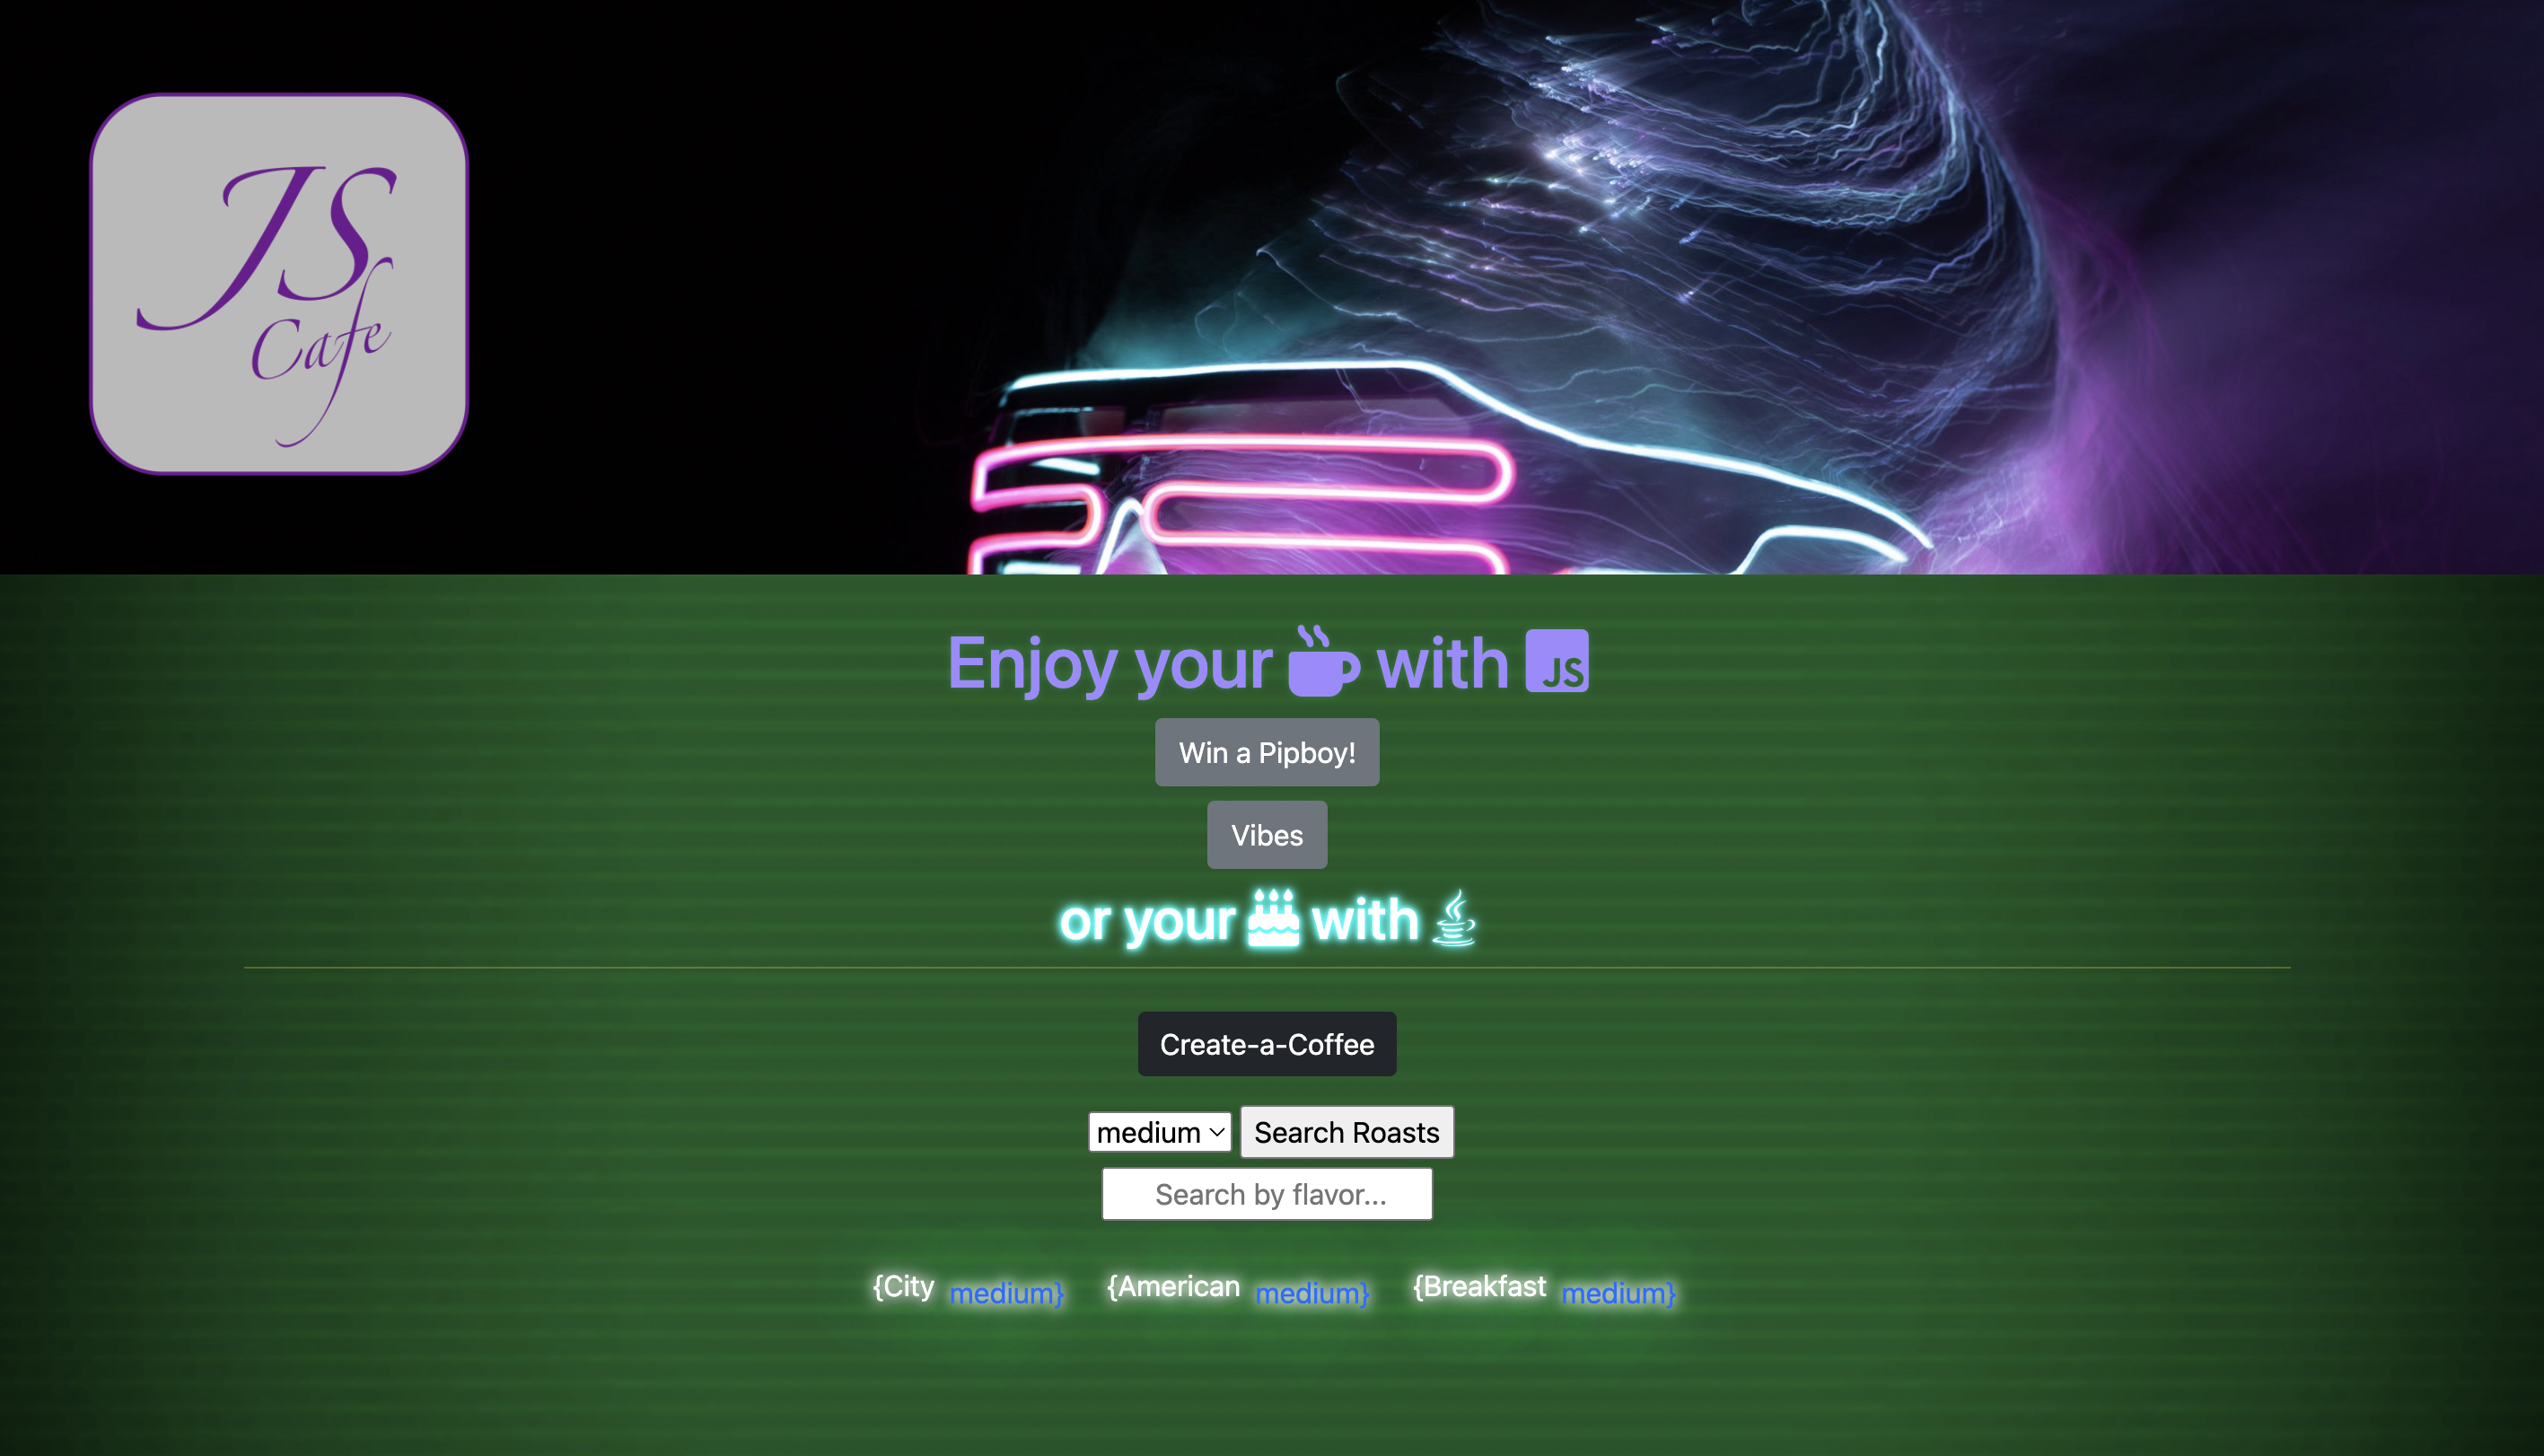 JS
Cafe
Enjoy your with JS
Win a Pipboy!
Vibes
or your with
Create-a-Coffee
medium Search Roasts
Search by flavor...
{City medium} {American medium} {Breakfast medium}